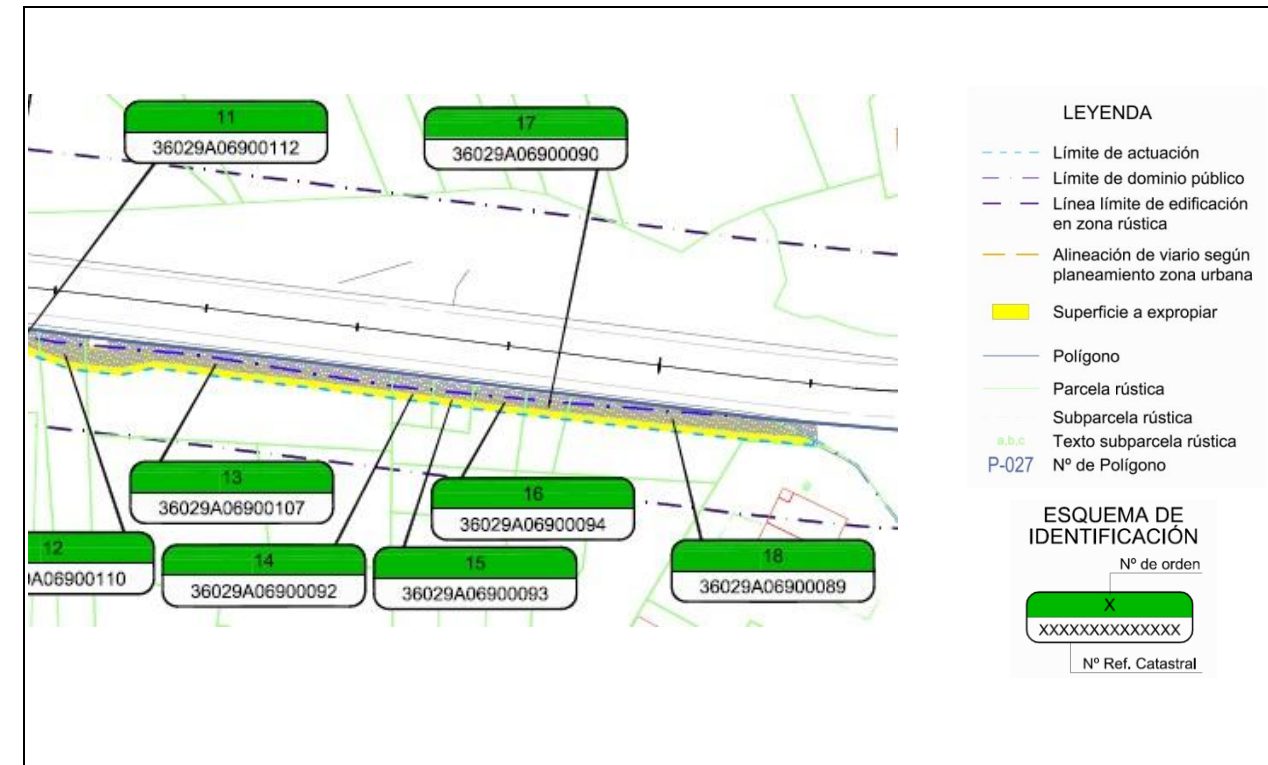 11
36029A06900112
17
36029A06900090
13
36029A06900107
16
36029A06900094
12
0A06900110
14
36029A06900092
15
36029A06900093
18
36029A06900089
LEYENDA
Límite de actuación
Límite de dominio público
Línea límite de edificación
en zona rústica
Alineación de viario según
planeamiento zona urbana
Superficie a expropiar
Polígono
Parcela rústica
Subparcela rústica
a,b,c Texto subparcela rústica
P-027 Nº de Polígono
ESQUEMA DE
IDENTIFICACIÓN
Nº de orden
X
XXXXXXXXXXXXXX
Nº Ref. Catastral